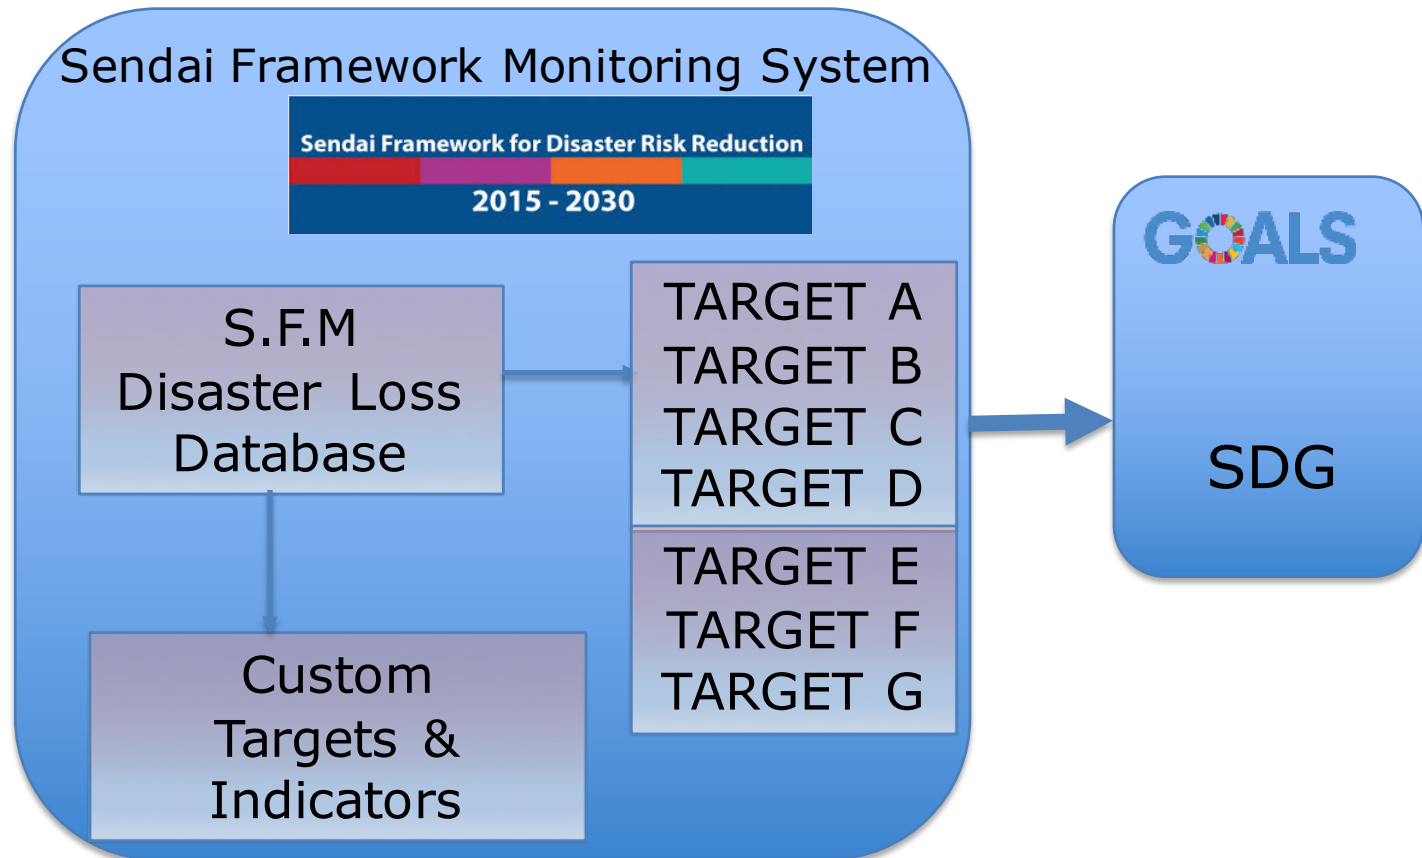 Sendai Framework Monitoring System
Sendai Framework for Disaster Risk Reduction
2015 - 2030
S.F.M
Disaster Loss
Database
Custom
Targets &
Indicators
TARGET A
TARGET B
TARGET C
TARGET D
TARGET E
TARGET F
TARGET G
GOALS
SDG